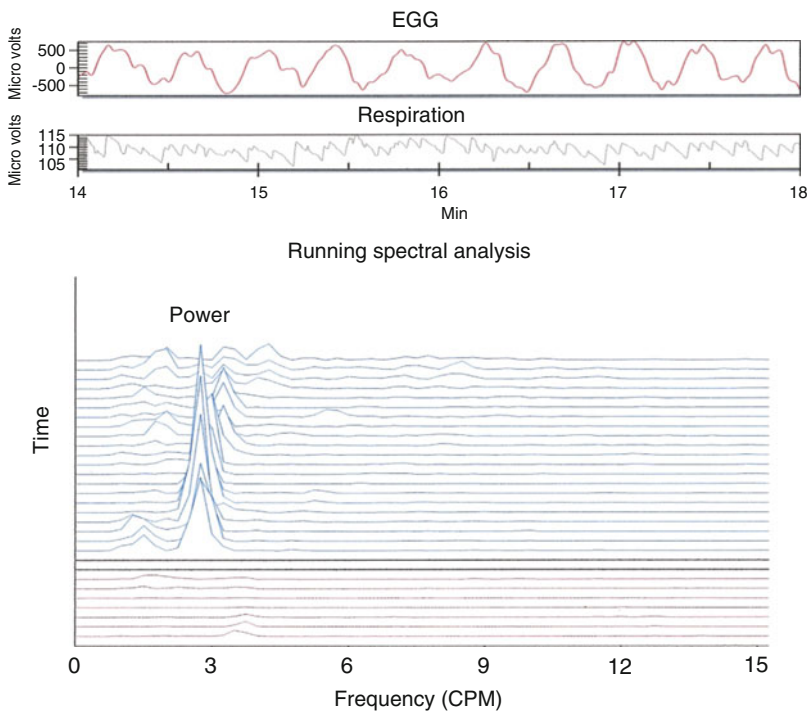 EGG
Micro volts
500
0
-500
Respiration
Micro volts
115
110
105
14 15 16 17 18
Min
Running spectral analysis
Power
Time
0 3 6 9 12 15
Frequency (CPM)